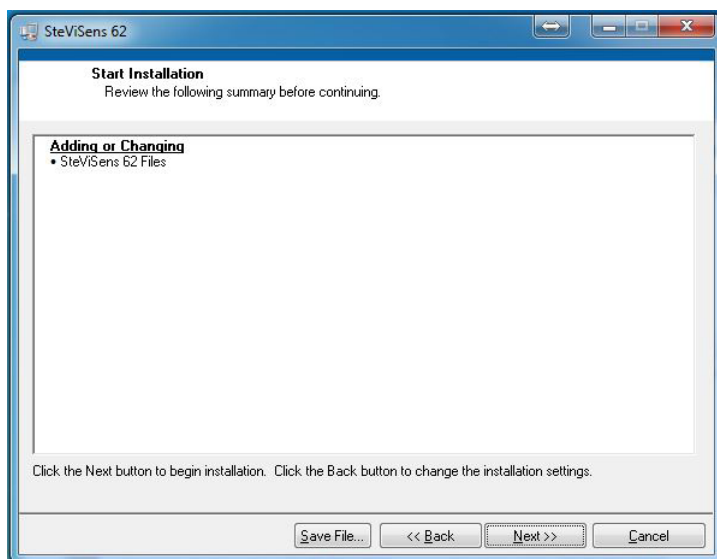 SteViSens 62
Start Installation
Review the following summary before continuing.
Adding or Changing
• SteViSens 62 Files
Click the Next button to begin installation. Click the Back button to change the installation settings.
Save File... << Back Next >> Cancel